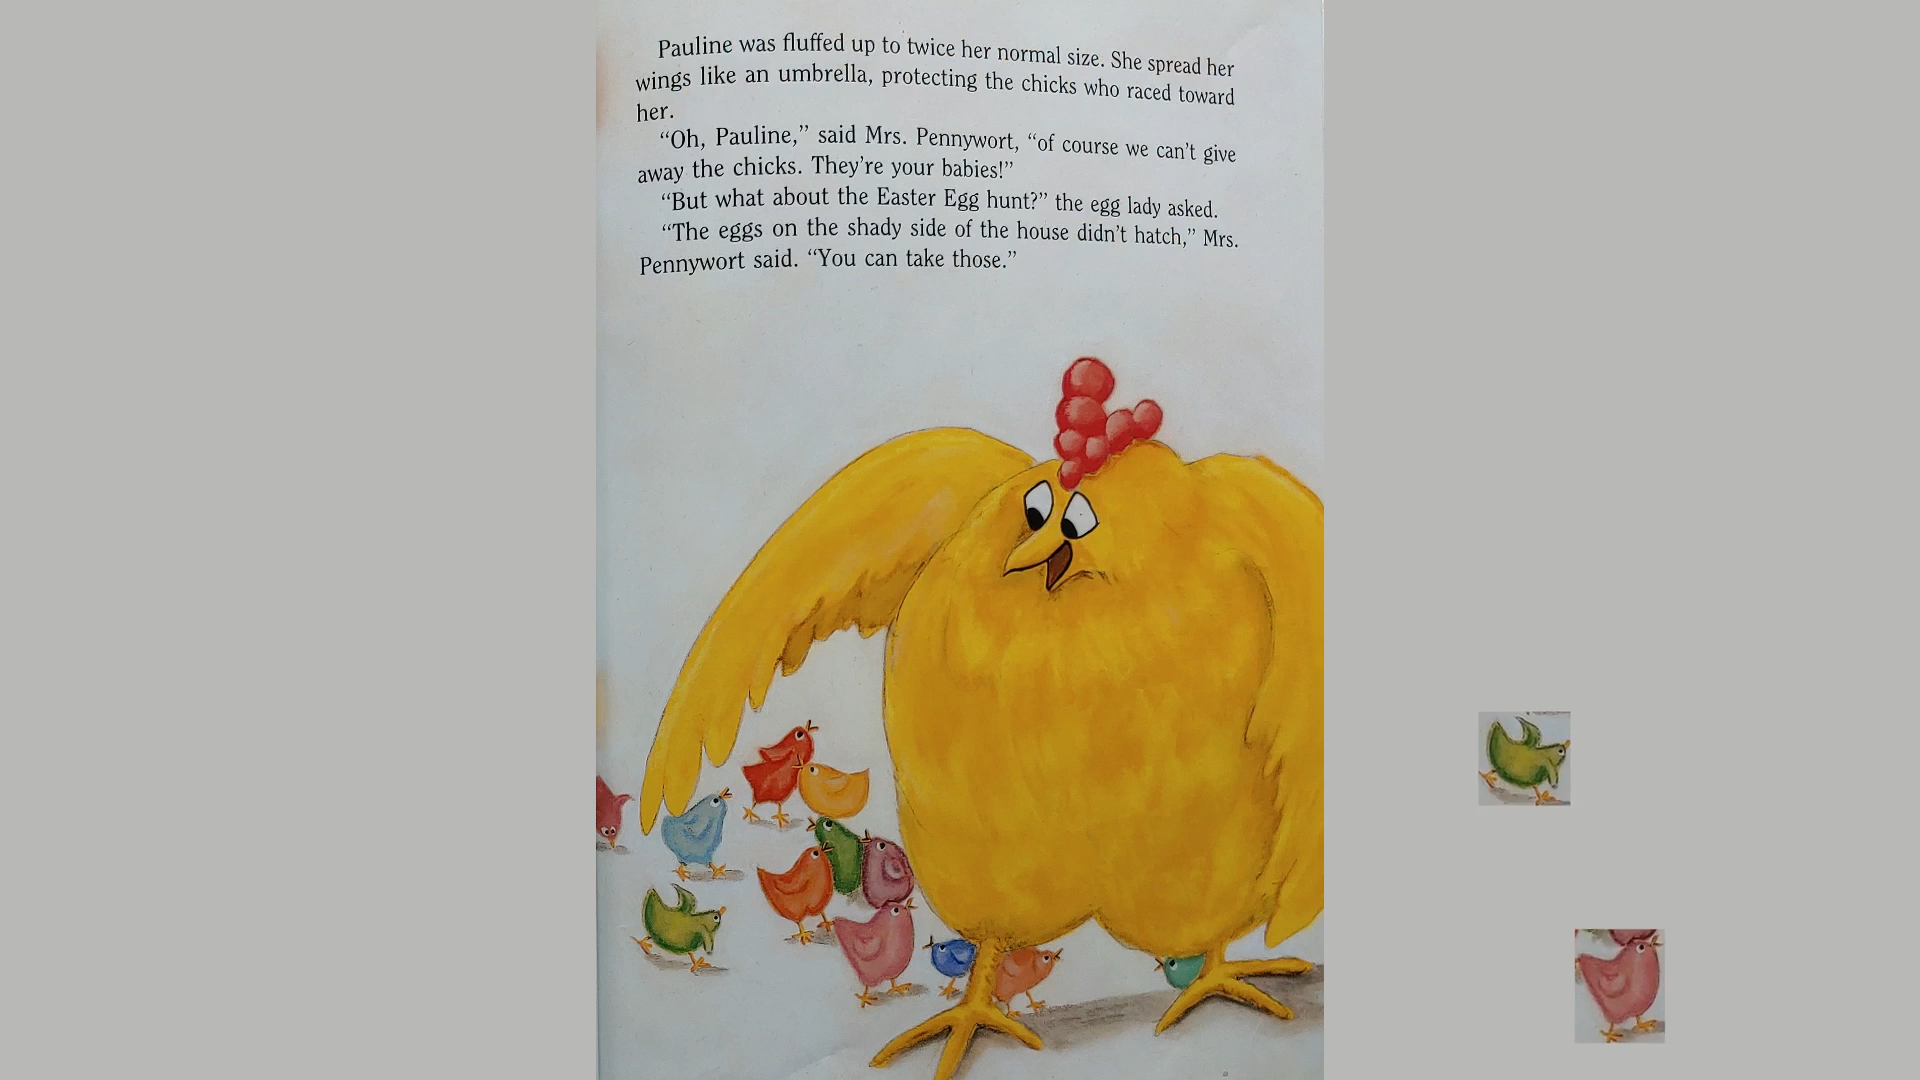 Pauline was fluffed up to twice her normal size. She spread her
wings like an umbrella, protecting the chicks who raced toward
her.
“Oh, Pauline,” said Mrs. Pennywort, “of course we can’t give
away the chicks. They’re your babies!”
“But what about the Easter Egg hunt?” the egg lady asked.
“The eggs on the shady side of the house didn’t hatch,” Mrs.
Pennywort said. “You can take those.”